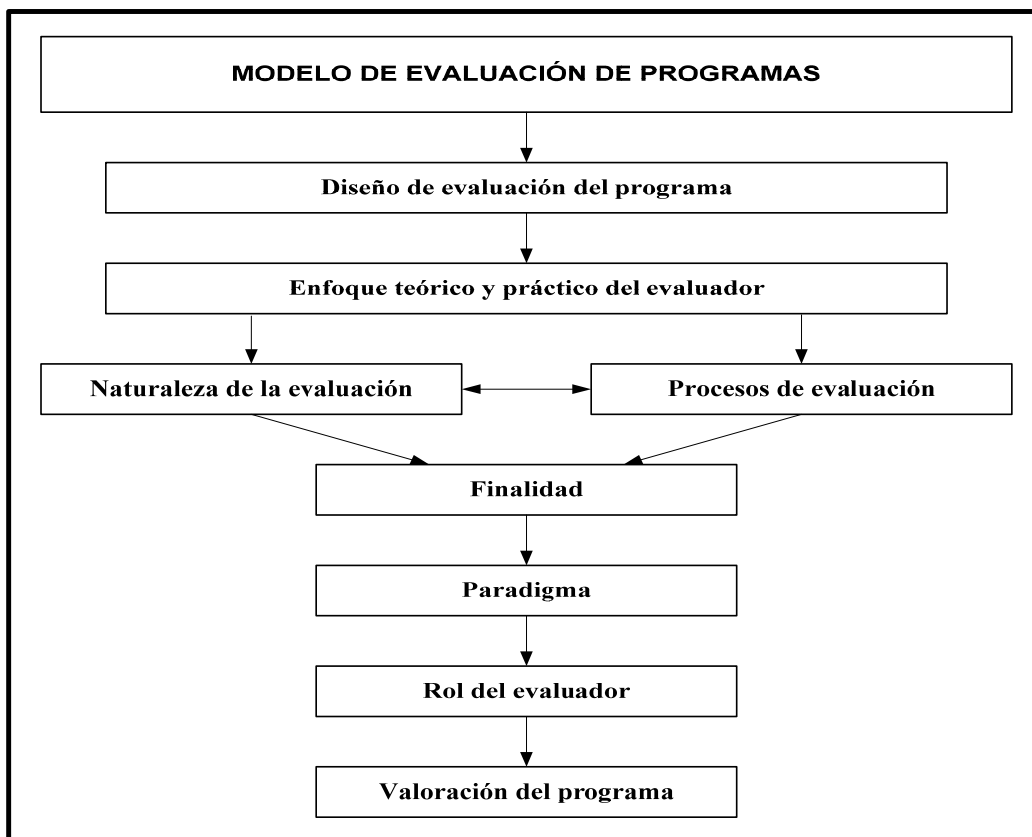 MODELO DE EVALUACIÓN DE PROGRAMAS
Diseño de evaluación del programa
Enfoque teórico y práctico del evaluador
Naturaleza de la evaluación
Procesos de evaluación
Finalidad
Paradigma
Rol del evaluador
Valoración del programa